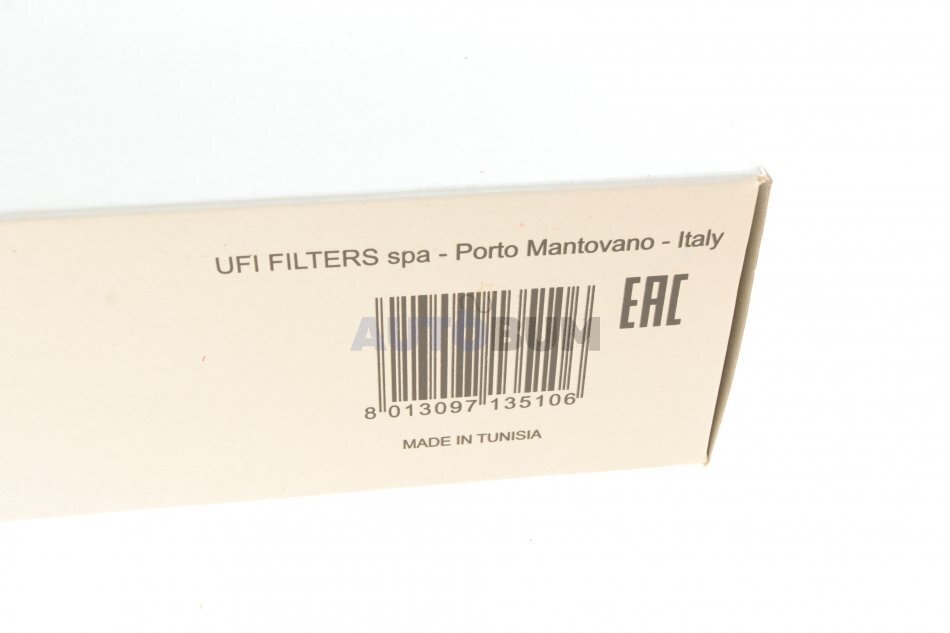 UFI FILTERS spa - Porto Mantovano - Italy
EAC
AUTOBUM
8 013097 135106
MADE IN TUNISIA